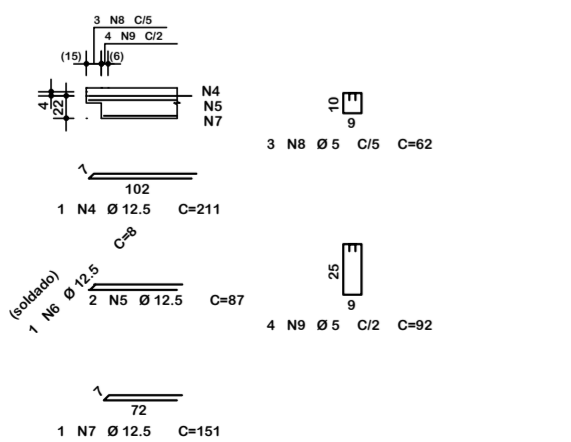 3 N8 C/5
4 N9 C/2
(15) (6)
N4
N5
N7
4
22
10
9
3 N8 Ø 5 C/5 C=62
7
102
1 N4 Ø 12.5 C=211
C=8
(soldado)
1 N6 Ø 12.5
2 N5 Ø 12.5 C=87
25
9
4 N9 Ø 5 C/2 C=92
7
72
1 N7 Ø 12.5 C=151